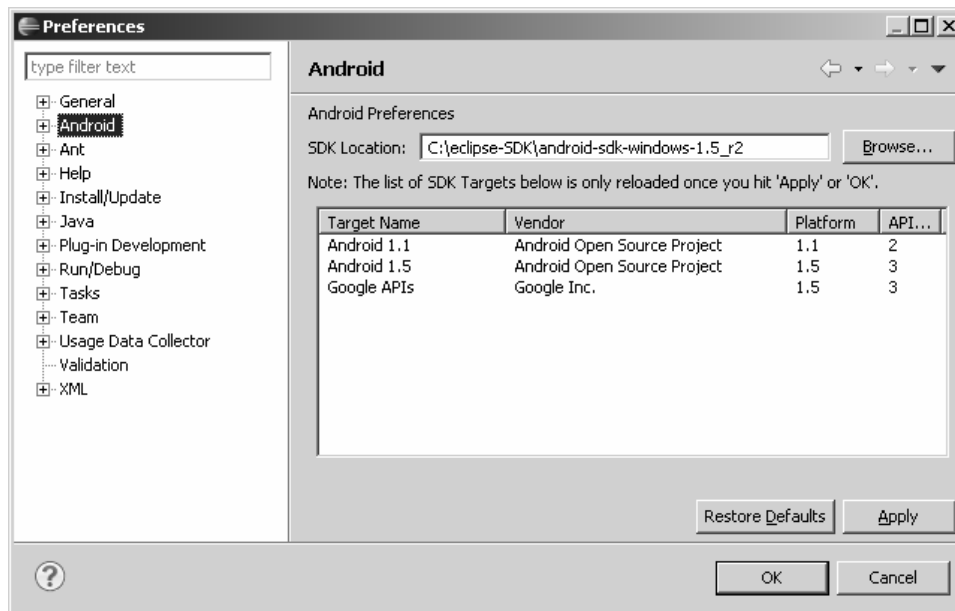 Preferences
type filter text
General
Android
Ant
Help
Install/Update
Java
Plug-in Development
Run/Debug
Tasks
Team
Usage Data Collector
Validation
XML
Android
Android Preferences
SDK Location: C:\eclipse-SDK\android-sdk-windows-1.5_r2 Browse...
Note: The list of SDK Targets below is only reloaded once you hit 'Apply' or 'OK'.
Target Name Vendor Platform API...
Android 1.1 Android Open Source Project 1.1 2
Android 1.5 Android Open Source Project 1.5 3
Google APIs Google Inc. 1.5 3
Restore Defaults Apply
? OK Cancel